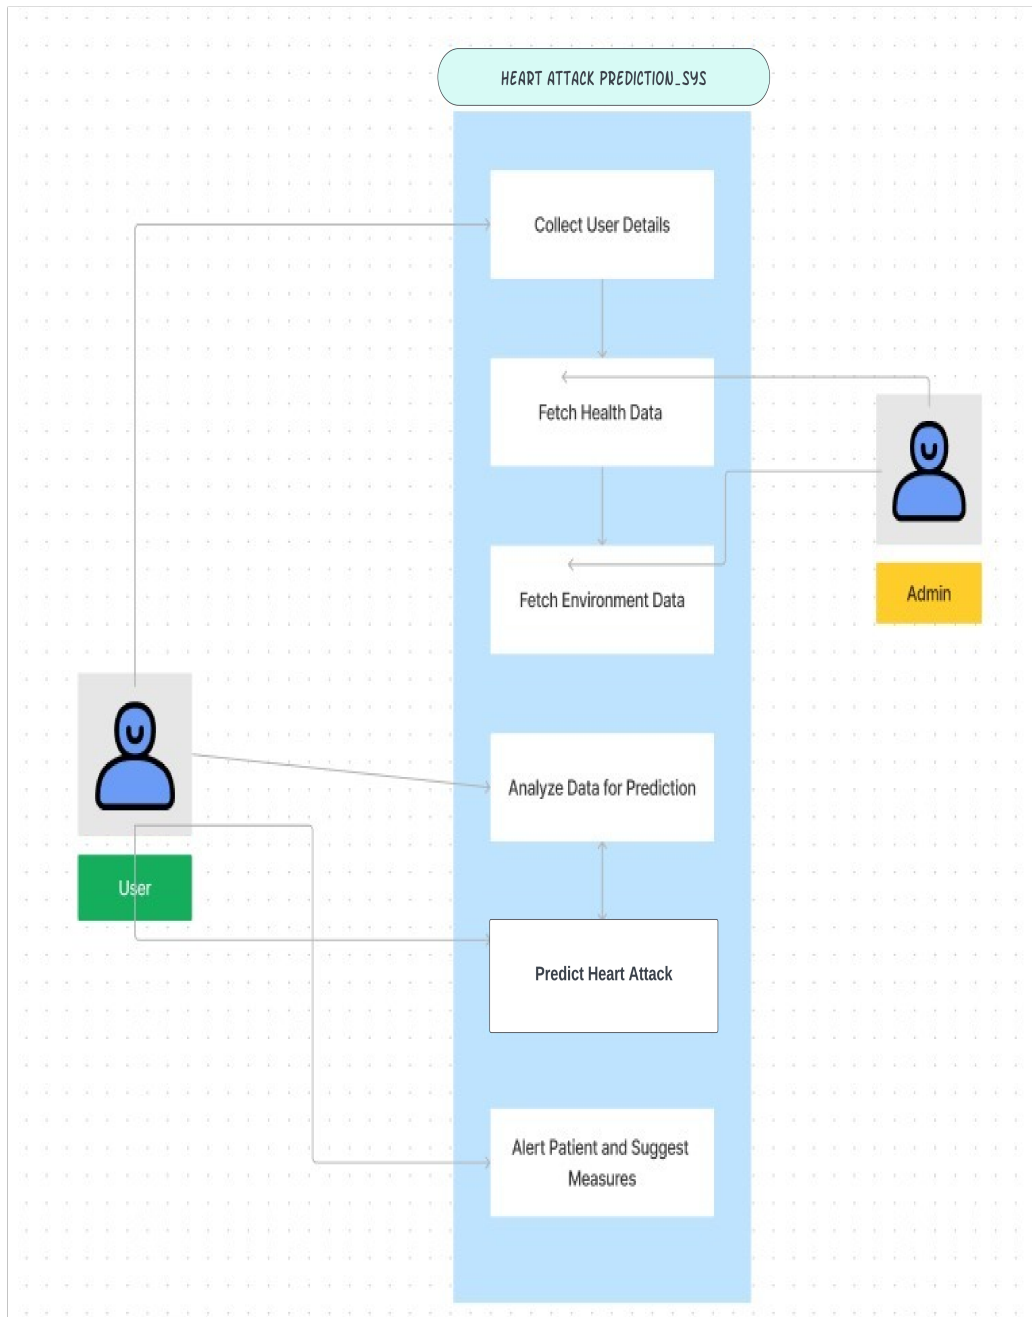 HEART ATTACK PREDICTION_SYS
Collect User Details
Fetch Health Data
Fetch Environment Data
Admin
Analyze Data for Prediction
User
Predict Heart Attack
Alert Patient and Suggest
Measures